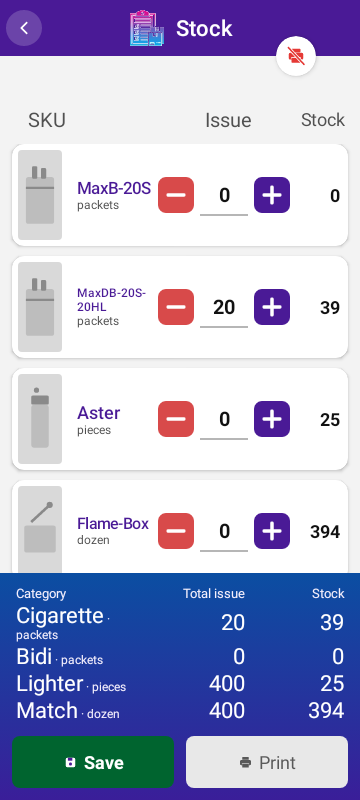 Stock
SKU Issue Stock
MaxB-20S
packets
0 0
MaxDB-20S-
20HL
packets
20 39
Aster
pieces
0 25
Flame-Box
dozen
0 394
Category Total issue Stock
Cigarette ·
packets
20 39
Bidi · packets 0 0
Lighter · pieces 400 25
Match · dozen 400 394
Save Print